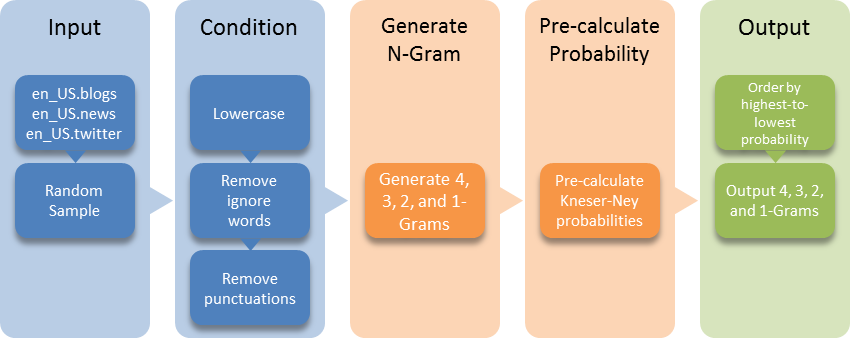 Input
en_US.blogs
en_US.news
en_US.twitter
Random
Sample
Condition
Lowercase
Remove
ignore
words
Remove
punctuations
Generate
N-Gram
Generate 4,
3, 2, and 1-
Grams
Pre-calculate
Probability
Pre-calculate
Kneser-Ney
probabilities
Output
Order by
highest-to-
lowest
probability
Output 4, 3, 2,
and 1-Grams